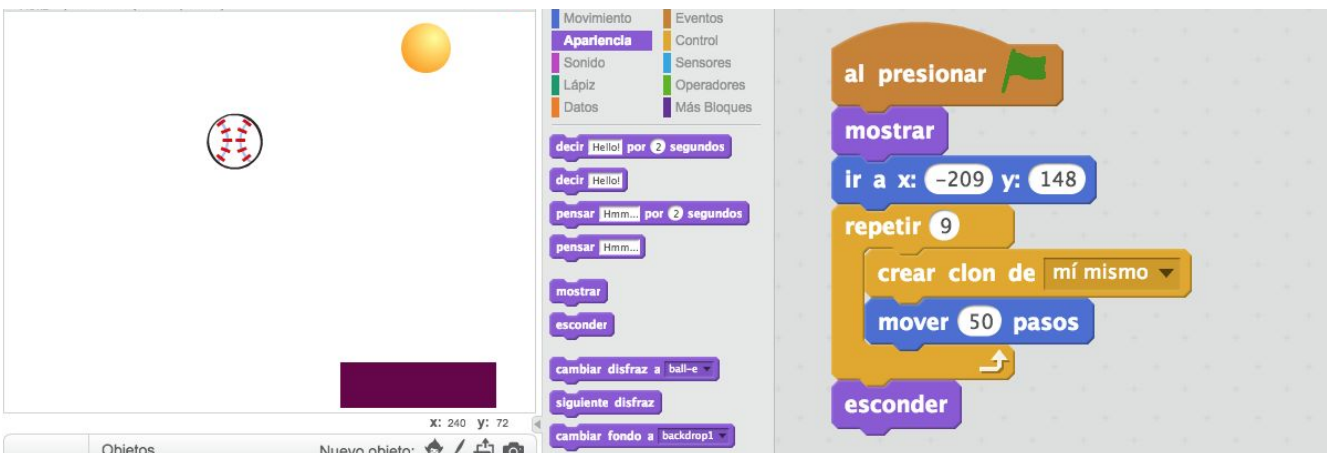 Movimiento Eventos
Apariencia Control
Sonido Sensores
Lápiz Operadores
Datos Más Bloques
decir Hello! por 2 segundos
decir Hello!
pensar Hmm... por 2 segundos
pensar Hmm...
mostrar
esconder
cambiar disfraz a ball-e
siguiente disfraz
cambiar fondo a backdrop1
x: 240 y: 72
Objetos Nuevo objeto:
al presionar
mostrar
ir a x: -209 y: 148
repetir 9
crear clon de mí mismo
mover 50 pasos
esconder